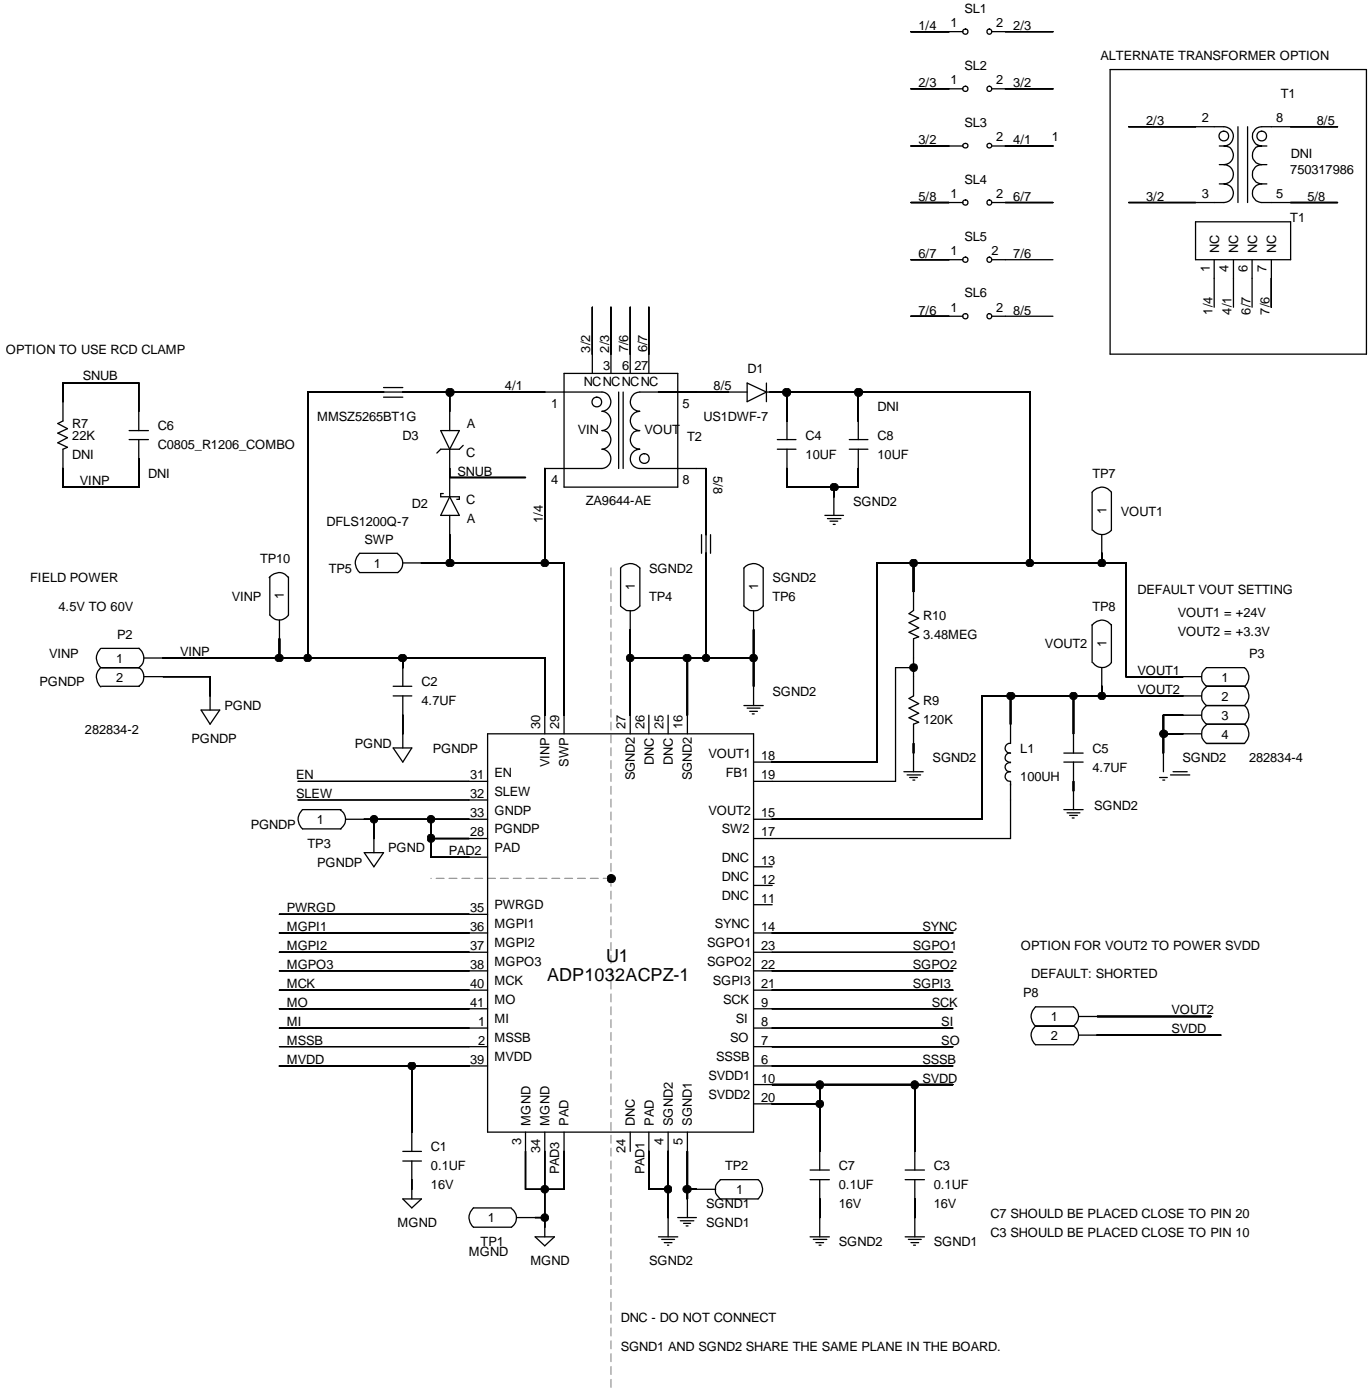 SL1
1/4 1 2 2/3
SL2
2/3 1 2 3/2
SL3
3/2 1 2 4/1 1
SL4
5/8 1 2 6/7
SL5
6/7 1 2 7/6
SL6
7/6 1 2 8/5
ALTERNATE TRANSFORMER OPTION
T1
2/3 2 8 8/5
DNI
750317986
3/2 3 5 5/8
T1
NC NC NC NC
1 4 6 7
1/4 4/1 6/7 7/6
OPTION TO USE RCD CLAMP
SNUB
R7
22K
DNI
C6
C0805_R1206_COMBO
VINP
DNI
3/2 2/3 7/6 6/7
3 6 27
NC NC NC NC
4/1
1
VIN
4
VOUT
5
8
T2
ZA9644-AE
8/5
D1
US1DWF-7
5/8
1/4
MMSZ5265BT1G
D3
A
C
SNUB
D2
C
A
DFLS1200Q-7
SWP
TP5
1
C4
10UF
DNI
C8
10UF
SGND2
TP7
1
VOUT1
FIELD POWER
4.5V TO 60V
P2
VINP 1 VINP
PGNDP 2
282834-2
PGND
PGNDP
TP10
VINP
1
C2
4.7UF
PGND
PGNDP
1
SGND2
TP4
1
SGND2
TP6
SGND2
R10
3.48MEG
R9
120K
SGND2
DEFAULT VOUT SETTING
VOUT1 = +24V
VOUT2 = +3.3V
TP8
VOUT2
1
P3
VOUT1 1
VOUT2 2
3
4
SGND2
282834-4
L1
100UH
C5
4.7UF
SGND2
30 29 27 26 25 16
VINP SWP SGND2 DNC DNC SGND2
EN 31 EN
SLEW 32 SLEW
33 GNDP
28 PGNDP
PAD2 PAD
PGNDP 1
TP3
PGNDP
PGND
VOUT1 18
FB1 19
VOUT2 15
SW2 17
DNC 13
DNC 12
DNC 11
PWRGD 35 PWRGD
MGPI1 36 MGPI1
MGPI2 37 MGPI2
MGPO3 38 MGPO3
MCK 40 MCK
MO 41 MO
MI 1 MI
MSSB 2 MSSB
MVDD 39 MVDD
U1
ADP1032ACPZ-1
SYNC 14 SYNC
SGPO1 23 SGPO1
SGPO2 22 SGPO2
SGPI3 21 SGPI3
SCK 9 SCK
SI 8 SI
SO 7 SO
SSSB 6 SSSB
SVDD1 10 SVDD
SVDD2 20
OPTION FOR VOUT2 TO POWER SVDD
DEFAULT: SHORTED
P8
1 VOUT2
2 SVDD
MGND MGND PAD DNC PAD SGND2 SGND1
3 34 PAD3 24 PAD1 4 5
C1
0.1UF
16V
MGND
1
TP1
MGND
MGND
TP2
1
SGND1
SGND1
SGND2
C7
0.1UF
16V
SGND2
C3
0.1UF
16V
SGND1
C7 SHOULD BE PLACED CLOSE TO PIN 20
C3 SHOULD BE PLACED CLOSE TO PIN 10
DNC - DO NOT CONNECT
SGND1 AND SGND2 SHARE THE SAME PLANE IN THE BOARD.